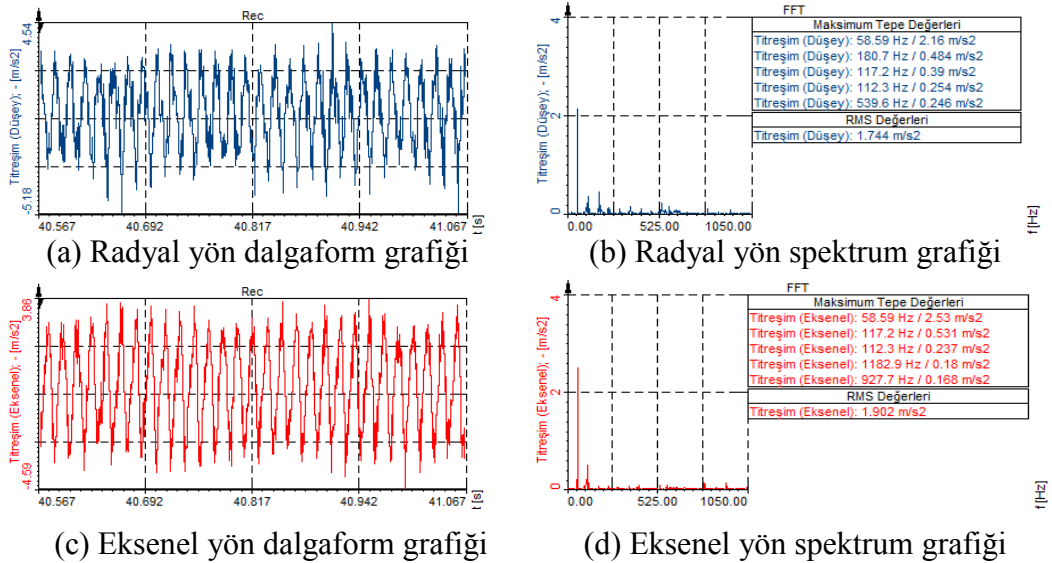 Rec
4.54
Titreşim (Düşey); - [m/s2]
-5.18
40.567 40.692 40.817 40.942 41.067
t [s]
(a) Radyal yön dalgaform grafiği
FFT
4
2
0
Titreşim (Düşey); - [m/s2]
Maksimum Tepe Değerleri
Titreşim (Düşey): 58.59 Hz / 2.16 m/s2
Titreşim (Düşey): 180.7 Hz / 0.484 m/s2
Titreşim (Düşey): 117.2 Hz / 0.39 m/s2
Titreşim (Düşey): 112.3 Hz / 0.254 m/s2
Titreşim (Düşey): 539.6 Hz / 0.246 m/s2
RMS Değerleri
Titreşim (Düşey): 1.744 m/s2
0.00 525.00 1050.00
f [Hz]
(b) Radyal yön spektrum grafiği
Rec
3.86
Titreşim (Eksenel); - [m/s2]
-4.59
40.567 40.692 40.817 40.942 41.067
t [s]
(c) Eksenel yön dalgaform grafiği
FFT
4
2
0
Titreşim (Eksenel); - [m/s2]
Maksimum Tepe Değerleri
Titreşim (Eksenel): 58.59 Hz / 2.53 m/s2
Titreşim (Eksenel): 117.2 Hz / 0.531 m/s2
Titreşim (Eksenel): 112.3 Hz / 0.237 m/s2
Titreşim (Eksenel): 1182.9 Hz / 0.18 m/s2
Titreşim (Eksenel): 927.7 Hz / 0.168 m/s2
RMS Değerleri
Titreşim (Eksenel): 1.902 m/s2
0.00 525.00 1050.00
f [Hz]
(d) Eksenel yön spektrum grafiği